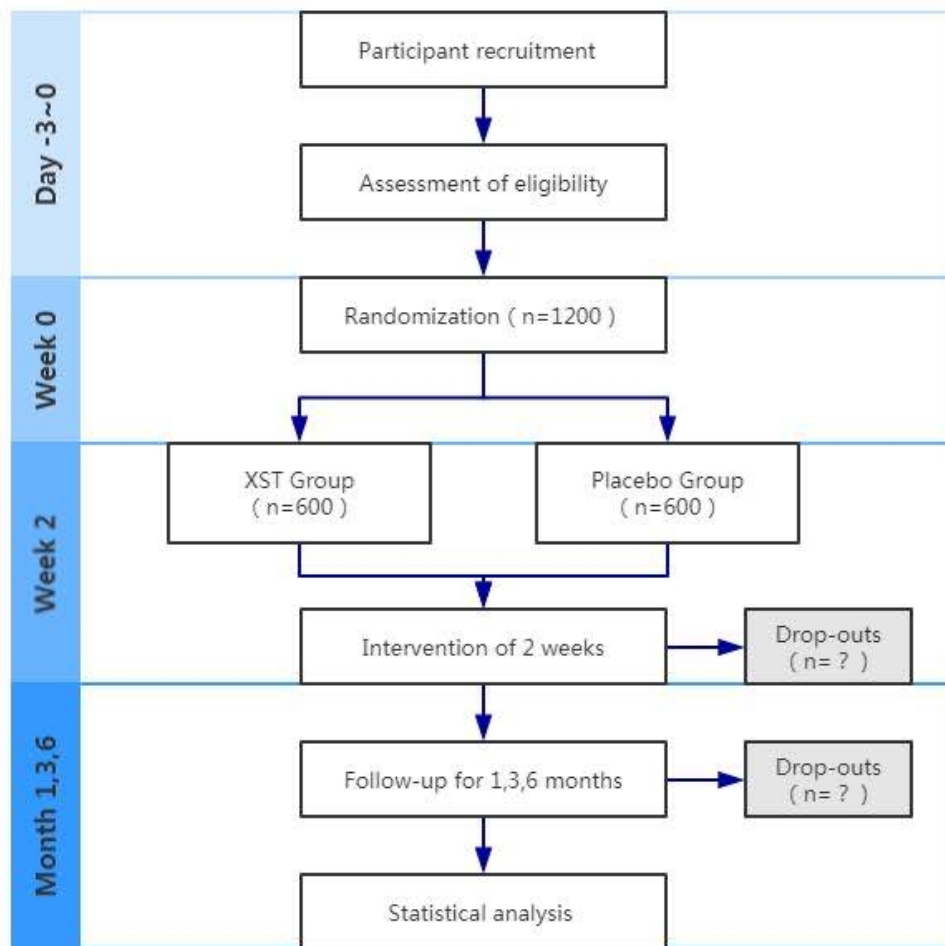 Day -3~0
Participant recruitment
Assessment of eligibility
Week 0
Randomization ( n=1200 )
Week 2
XST Group
( n=600 )
Placebo Group
( n=600 )
Intervention of 2 weeks
Drop-outs
( n= ? )
Month 1,3,6
Follow-up for 1,3,6 months
Drop-outs
( n= ? )
Statistical analysis